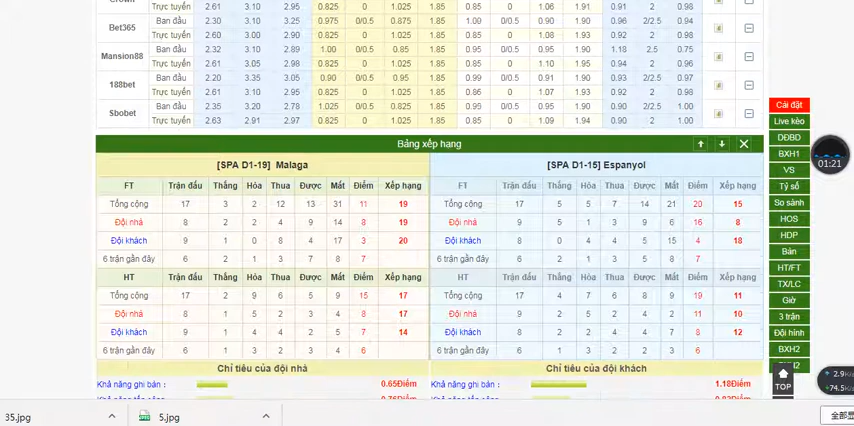 Crown
Trực tuyến 2.61 3.10 2.95 0.825 0 1.025 1.85 0.85 0 1.06 1.91 0.91 2 0.98
Bet365 Ban đầu 2.30 3.10 3.25 0.975 0/0.5 0.875 1.85 1.00 0/0.5 0.90 1.90 0.96 2/2.5 0.94
Trực tuyến 2.60 3.00 2.90 0.825 0 1.025 1.85 0.85 0 1.08 1.93 0.92 2 0.98
Mansion88 Ban đầu 2.32 3.10 2.89 1.00 0/0.5 0.85 1.85 1.18 2.5 0.75
Trực tuyến 2.61 3.05 2.98 0.825 0 1.025 1.85 0.85 0 1.10 1.95 0.94 2 0.96
188bet Ban đầu 2.20 3.35 3.05 0.90 0/0.5 0.95 1.85 0.99 0/0.5 0.91 1.90 0.93 2/2.5 0.97
Trực tuyến 2.61 3.05 2.95 0.825 0 1.025 1.85 0.86 0 1.07 1.93 0.92 2 0.98
Sbobet Ban đầu 2.35 3.20 2.78 1.025 0/0.5 0.875 1.85 0.99 0/0.5 0.89 1.88 0.90 2 1.00
Trực tuyến 2.63 2.91 2.97 0.825 0 1.025 1.85 0.85 0 1.09 1.94 0.90 2 0.98
Bảng xếp hạng
[SPA D1-19] Malaga [SPA D1-15] Espanyol
FT Trận đấu Thắng Hòa Thua Được Mất Điểm Xếp hạng FT Trận đấu Thắng Hòa Thua Được Mất Điểm Xếp hạng
Tổng cộng 17 3 2 12 13 31 11 19 Tổng cộng 17 5 5 7 14 21 20 15
Đội nhà 8 2 2 4 9 14 8 19 Đội nhà 9 5 1 3 9 6 16 8
Đội khách 9 1 0 8 4 17 3 20 Đội khách 8 0 4 4 5 15 4 18
6 trận gần đây 6 2 1 3 7 8 7 6 trận gần đây 6 2 1 3 5 8 7
HT Trận đấu Thắng Hòa Thua Được Mất Điểm Xếp hạng HT Trận đấu Thắng Hòa Thua Được Mất Điểm Xếp hạng
Tổng cộng 17 2 9 6 5 9 15 17 Tổng cộng 17 4 7 6 8 9 19 11
Đội nhà 8 1 5 2 3 4 8 17 Đội nhà 9 2 5 2 4 2 11 10
Đội khách 9 1 4 4 2 5 7 14 Đội khách 8 2 2 4 4 7 8 12
6 trận gần đây 6 1 3 2 3 4 6 6 trận gần đây 6 2 2 2 3 6
Chỉ tiêu của đội nhà Chỉ tiêu của đội khách
Khả năng ghi bán : 0.65Điểm Khả năng ghi bán : 1.18Điểm
Cái đặt
Live kèo
DĐBD
BXH1
VS
Tỷ số
So sánh
HOS
HDP
Bán
HT/FT
TX/LC
Giờ
3 trận
Đội hình
BXH2
TOP
01:21
35.jpg 5.jpg